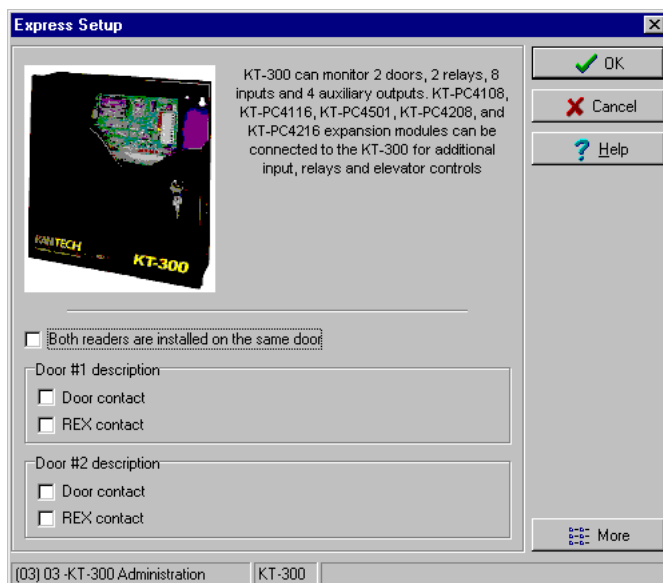 Express Setup
KT-300 can monitor 2 doors, 2 relays, 8
inputs and 4 auxiliary outputs. KT-PC4108,
KT-PC4116, KT-PC4501, KT-PC4208, and
KT-PC4216 expansion modules can be
connected to the KT-300 for additional
input, relays and elevator controls
KANTECH
KT-300
Both readers are installed on the same door
Door #1 description
Door contact
REX contact
Door #2 description
Door contact
REX contact
OK
Cancel
Help
More
(03) 03 -KT-300 Administration
KT-300